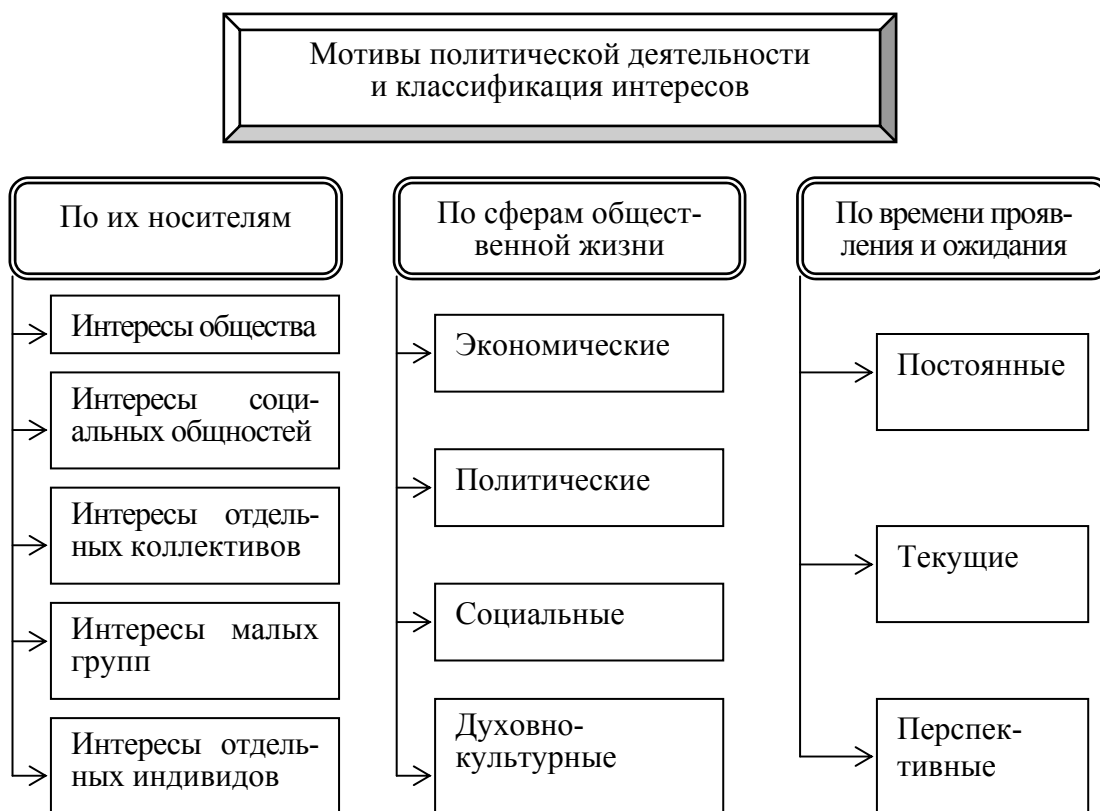 Мотивы политической деятельности
и классификация интересов
По их носителям
Интересы общества
Интересы соци-
альных общностей
Интересы отдель-
ных коллективов
Интересы малых
групп
Интересы отдель-
ных индивидов
По сферам общест-
венной жизни
Экономические
Политические
Социальные
Духовно-
культурные
По времени прояв-
ления и ожидания
Постоянные
Текущие
Перспек-
тивные